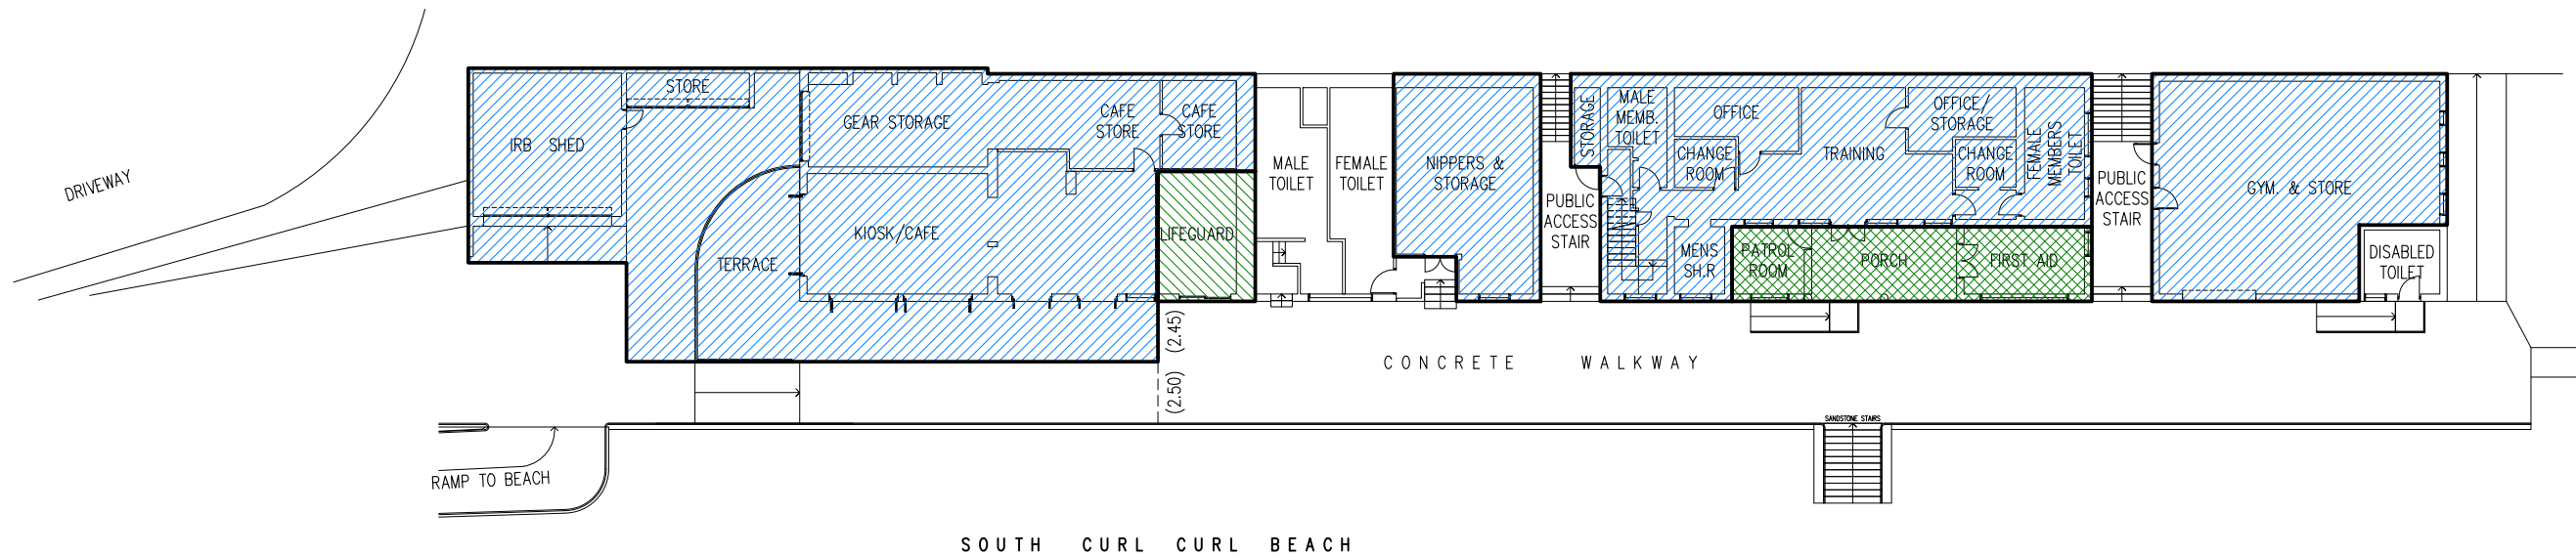 DRIVEWAY
IRB SHED
STORE
TERRACE
GEAR STORAGE
KIOSK/CAFE
CAFE
STORE
CAFE
STORE
LIFEGUARD
MALE
TOILET
FEMALE
TOILET
NIPPERS &
STORAGE
PUBLIC
ACCESS
STAIR
STORAGE
MALE
MEMB.
TOILET
OFFICE
CHANGE
ROOM
MENS
SH.R
TRAINING
OFFICE/
STORAGE
CHANGE
ROOM
FEMALE
MEMBERS
TOILET
PATROL
ROOM
PORCH
FIRST AID
PUBLIC
ACCESS
STAIR
GYM. & STORE
DISABLED
TOILET
(2.45)
(2.50)
CONCRETE WALKWAY
SANDSTONE STAIRS
RAMP TO BEACH
SOUTH CURL CURL BEACH